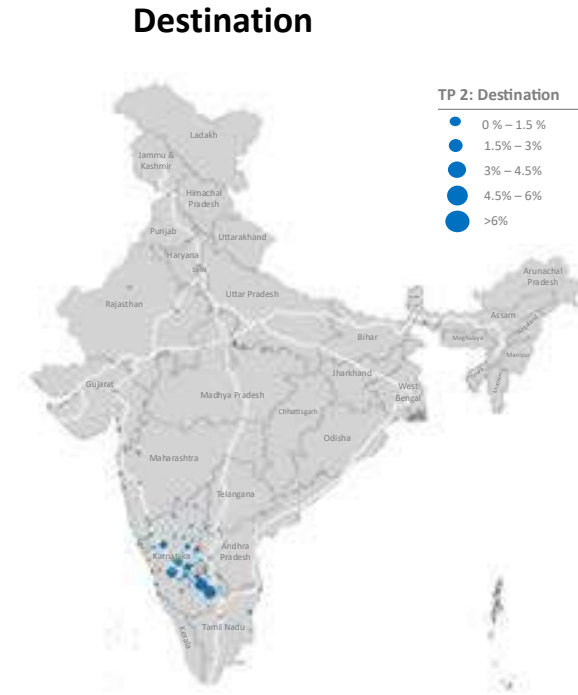 Destination
TP 2: Destination
0 % – 1.5 %
1.5% – 3%
3% – 4.5%
4.5% – 6%
>6%
Ladakh
Jammu &
Kashmir
Himachal
Pradesh
Punjab
Uttarakhand
Haryana
Delhi
Arunachal
Pradesh
Rajasthan
Uttar Pradesh
Assam
Nagaland
Bihar
Meghalaya
Manipur
Jharkhand
Mizoram
Gujarat
West
Bengal
Madhya Pradesh
Chhattisgarh
Odisha
Maharashtra
Telangana
Goa
Karnataka
Andhra
Pradesh
Kerala
Tamil Nadu